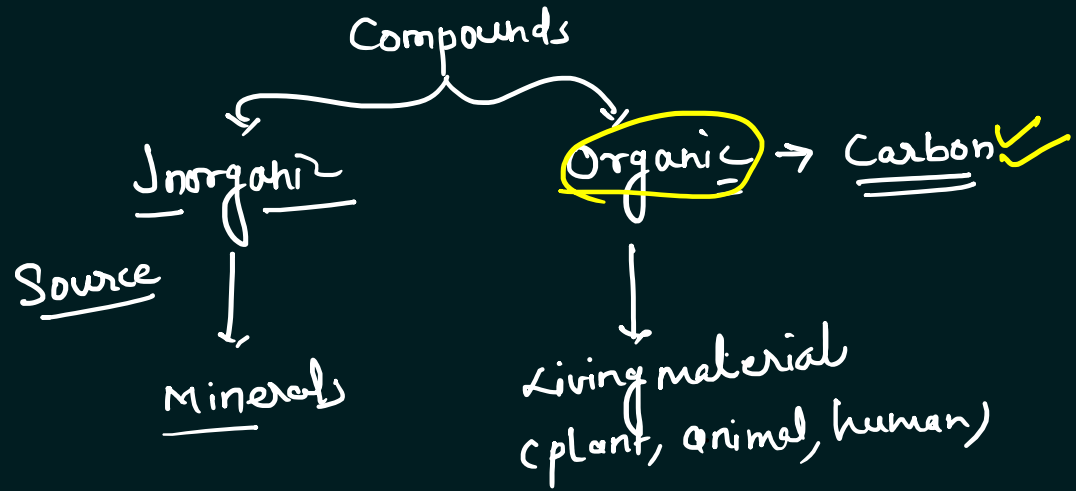 Compounds
Inorganic
Organic → Carbon
Source
Minerals
Living material
(plant, animal, human)